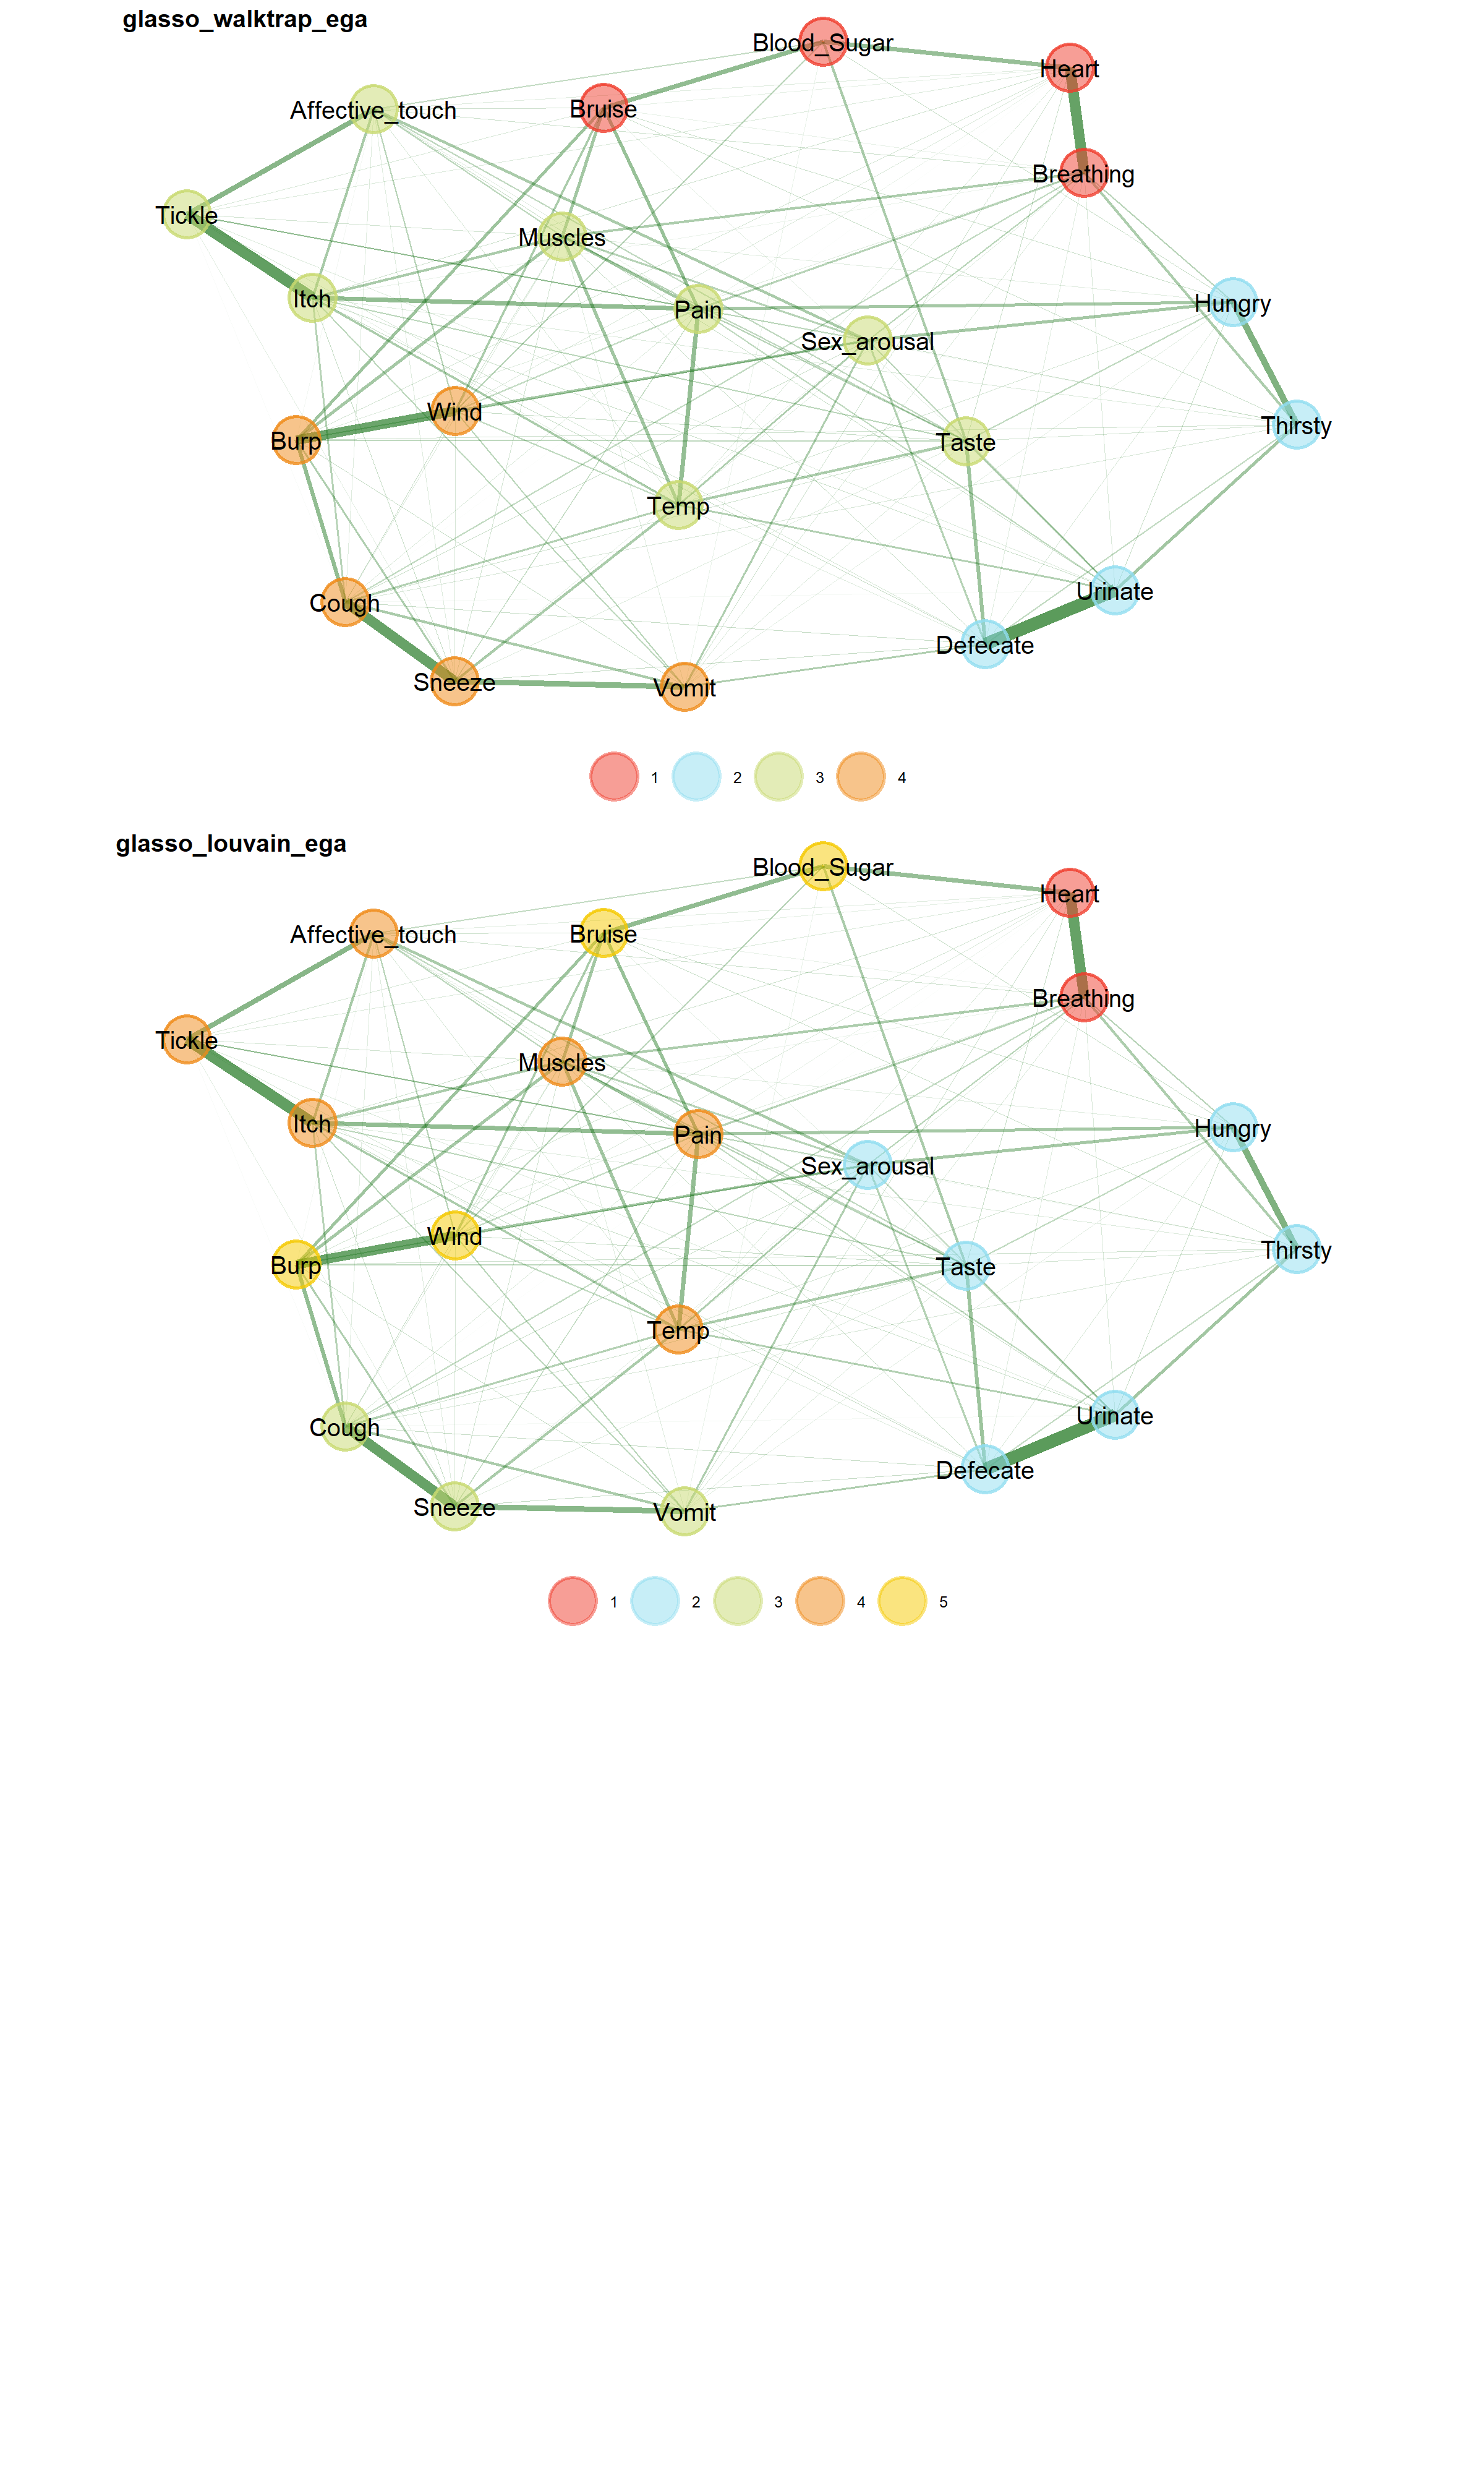 glasso_walktrap_ega
Blood_Sugar
Heart
Affective_touch
Bruise
Breathing
Tickle
Muscles
Itch
Pain
Hungry
Sex_arousal
Wind
Thirsty
Burp
Taste
Temp
Urinate
Cough
Defecate
Sneeze
Vomit
1 2 3 4
glasso_louvain_ega
Blood_Sugar
Heart
Affective_touch
Bruise
Breathing
Tickle
Muscles
Itch
Pain
Hungry
Sex_arousal
Wind
Thirsty
Burp
Taste
Temp
Urinate
Cough
Defecate
Sneeze
Vomit
1 2 3 4 5